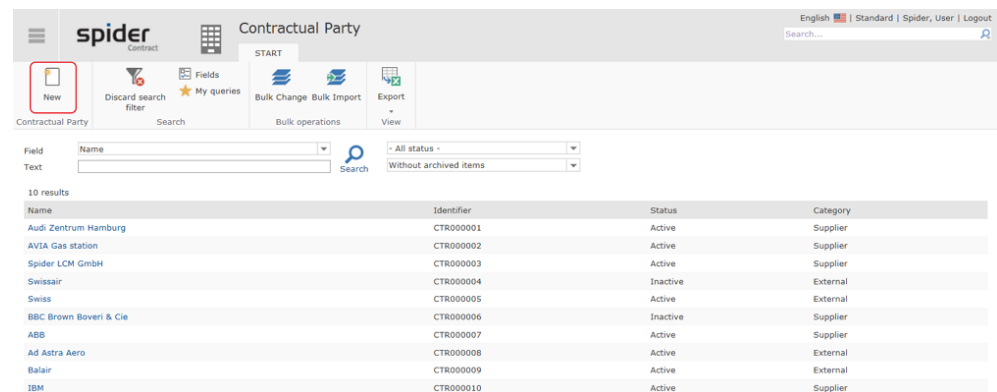 English | Standard | Spider, User | Logout
spider
Contract
Contractual Party
Search...
START
New
Discard search
filter
Fields
My queries
Bulk Change Bulk Import
Export
Contractual Party Search Bulk operations View
Field Name - All status -
Text Search Without archived items
10 results
Name Identifier Status Category
Audi Zentrum Hamburg CTR000001 Active Supplier
AVIA Gas station CTR000002 Active Supplier
Spider LCM GmbH CTR000003 Active Supplier
Swissair CTR000004 Inactive External
Swiss CTR000005 Active External
BBC Brown Boveri & Cie CTR000006 Inactive Supplier
ABB CTR000007 Active Supplier
Ad Astra Aero CTR000008 Active External
Balair CTR000009 Active External
IBM CTR000010 Active Supplier